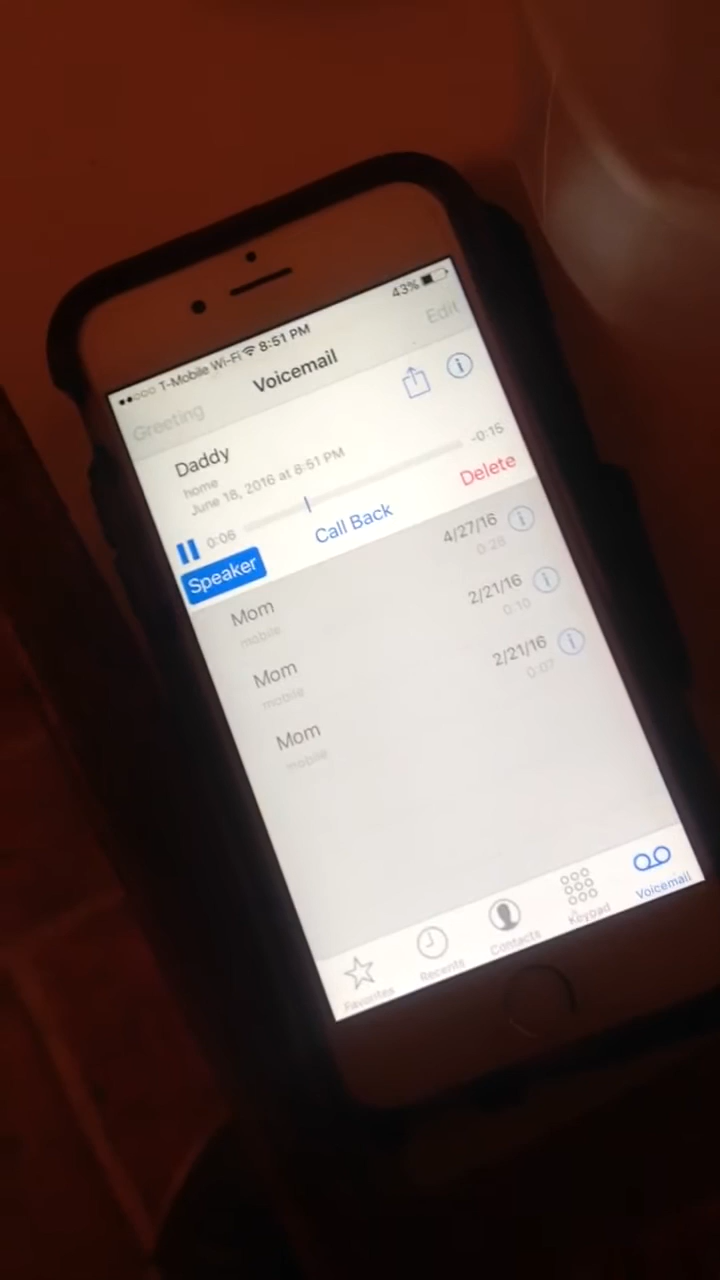 T-Mobile Wi-Fi 8:51 PM 43%
Greeting Voicemail Edit
Daddy
home
June 18, 2016 at 8:51 PM
0:06 -0:15
Speaker Call Back Delete
Mom 4/27/16
mobile 0:28
Mom 2/21/16
mobile 0:10
Mom 2/21/16
mobile 0:07
Favorites Recents Contacts Keypad Voicemail